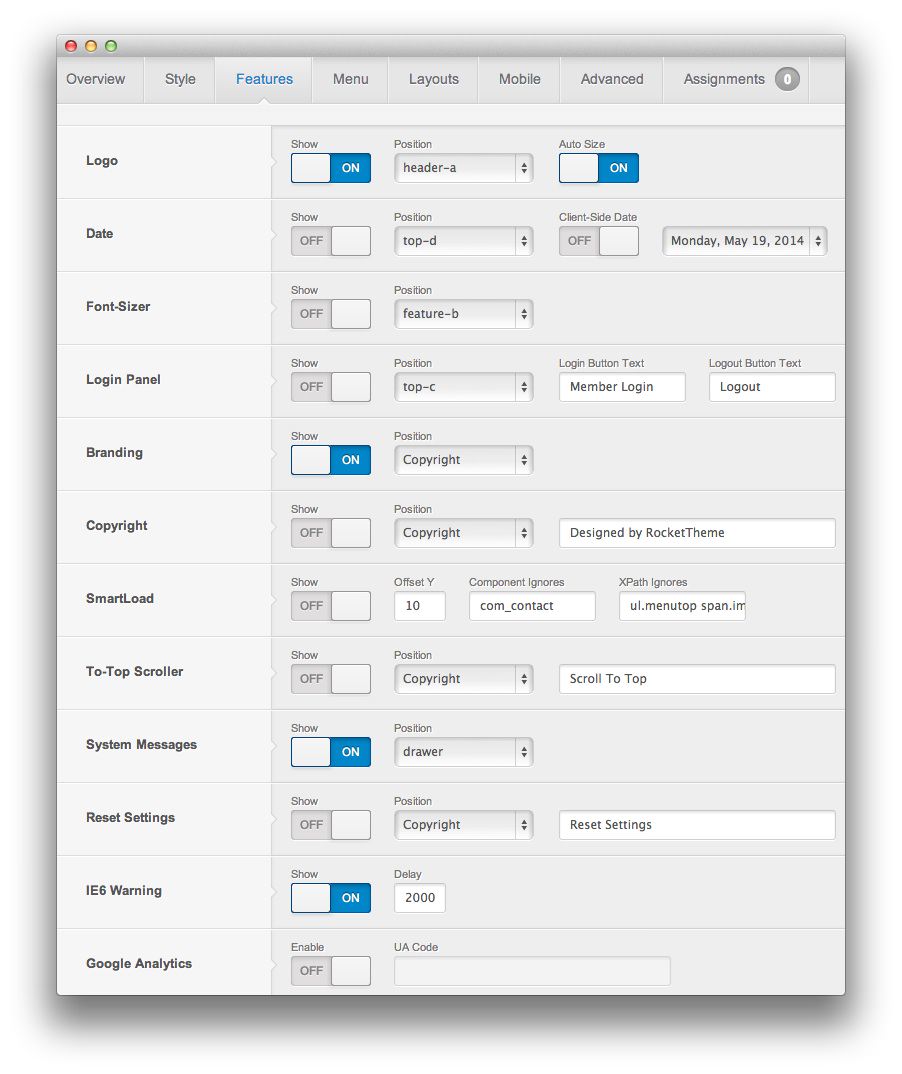 Overview Style Features Menu Layouts Mobile Advanced Assignments 0
Show Position Auto Size
Logo ON header-a ON
Show Position Client-Side Date
Date OFF top-d OFF Monday, May 19, 2014
Show Position
Font-Sizer OFF feature-b
Show Position Login Button Text Logout Button Text
Login Panel OFF top-c Member Login Logout
Show Position
Branding ON Copyright
Show Position
Copyright OFF Copyright Designed by RocketTheme
Show Offset Y Component Ignores XPath Ignores
SmartLoad OFF 10 com_contact ul.menutop span.im
Show Position
To-Top Scroller OFF Copyright Scroll To Top
Show Position
System Messages ON drawer
Show Position
Reset Settings OFF Copyright Reset Settings
Show Delay
IE6 Warning ON 2000
Enable UA Code
Google Analytics OFF